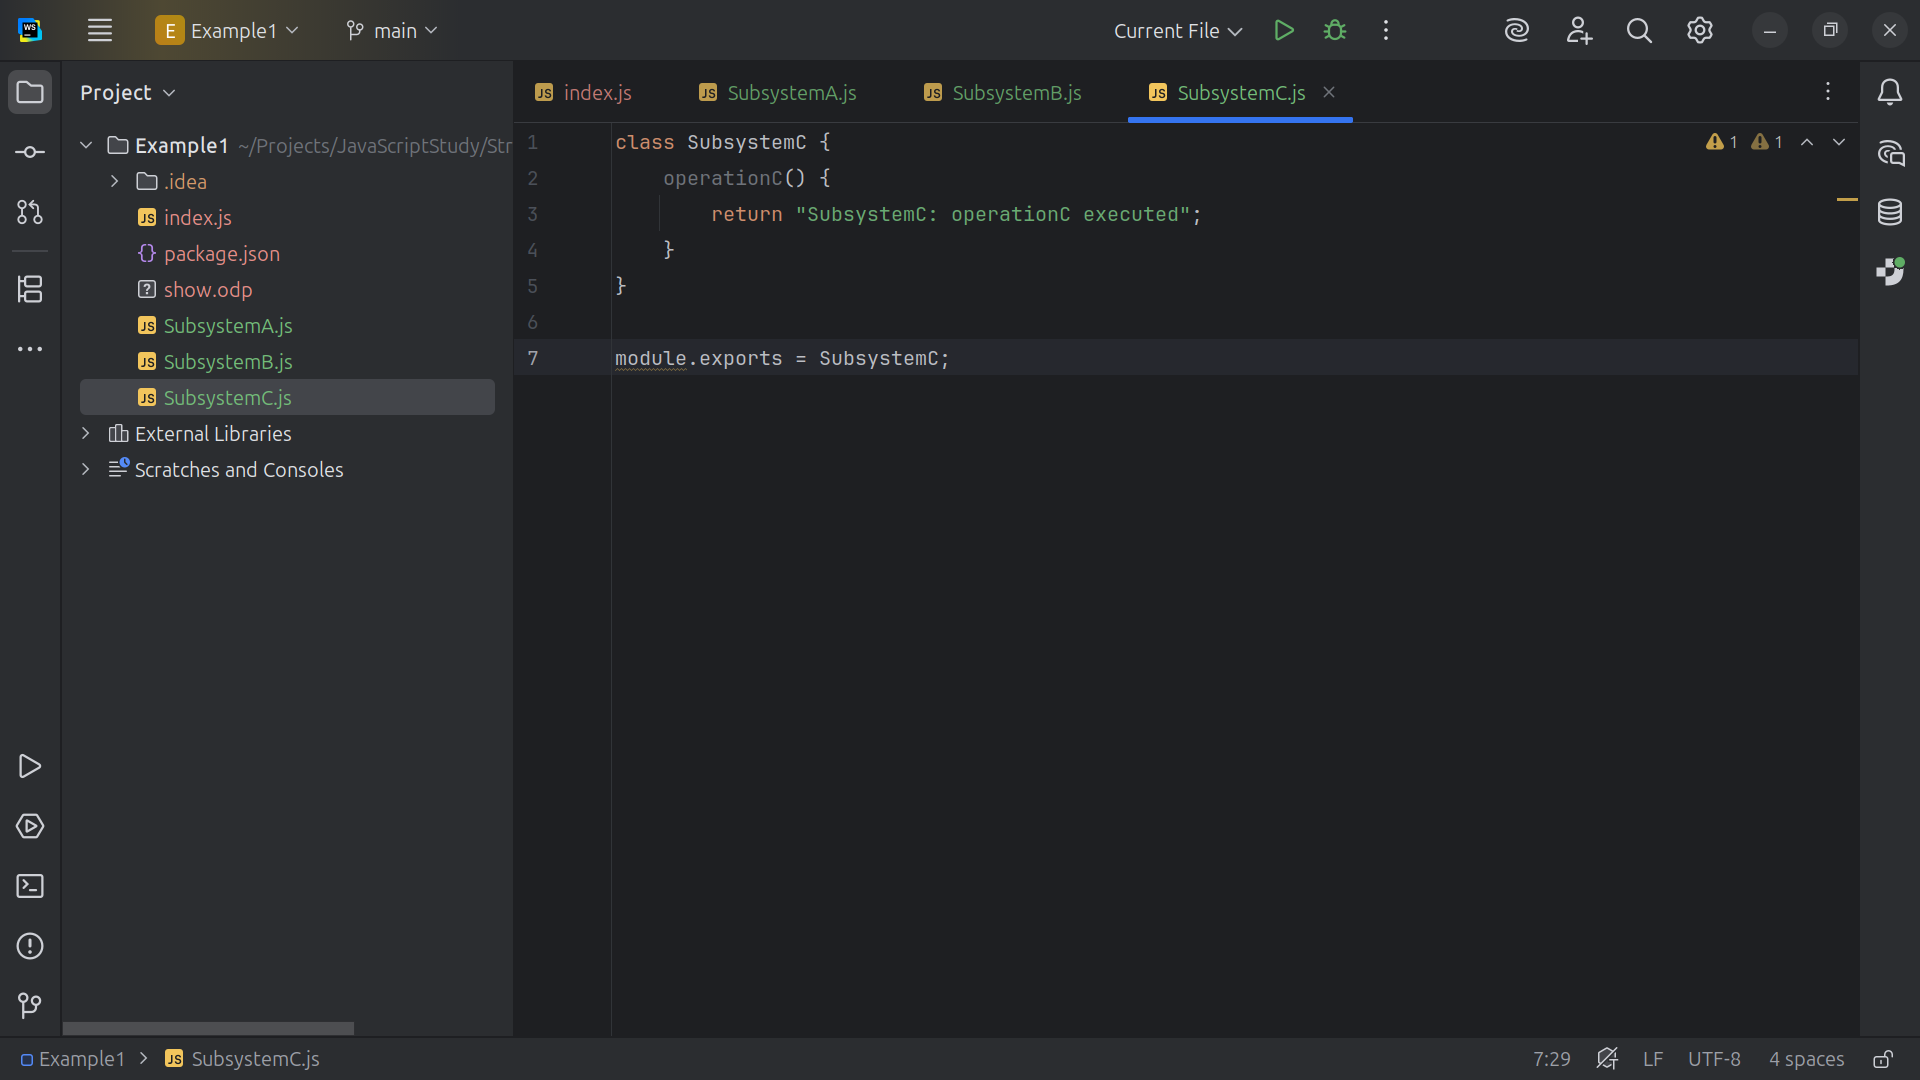 WS
E Example1
main
Current File
Project
Example1 ~/Projects/JavaScriptStudy/Str
.idea
JS index.js
{} package.json
? show.odp
JS SubsystemA.js
JS SubsystemB.js
JS SubsystemC.js
External Libraries
Scratches and Consoles
JS index.js
JS SubsystemA.js
JS SubsystemB.js
JS SubsystemC.js
1 class SubsystemC {
2 operationC() {
3 return "SubsystemC: operationC executed";
4 }
5 }
6
7 module.exports = SubsystemC;
1 1
Example1 > JS SubsystemC.js
7:29 LF UTF-8 4 spaces